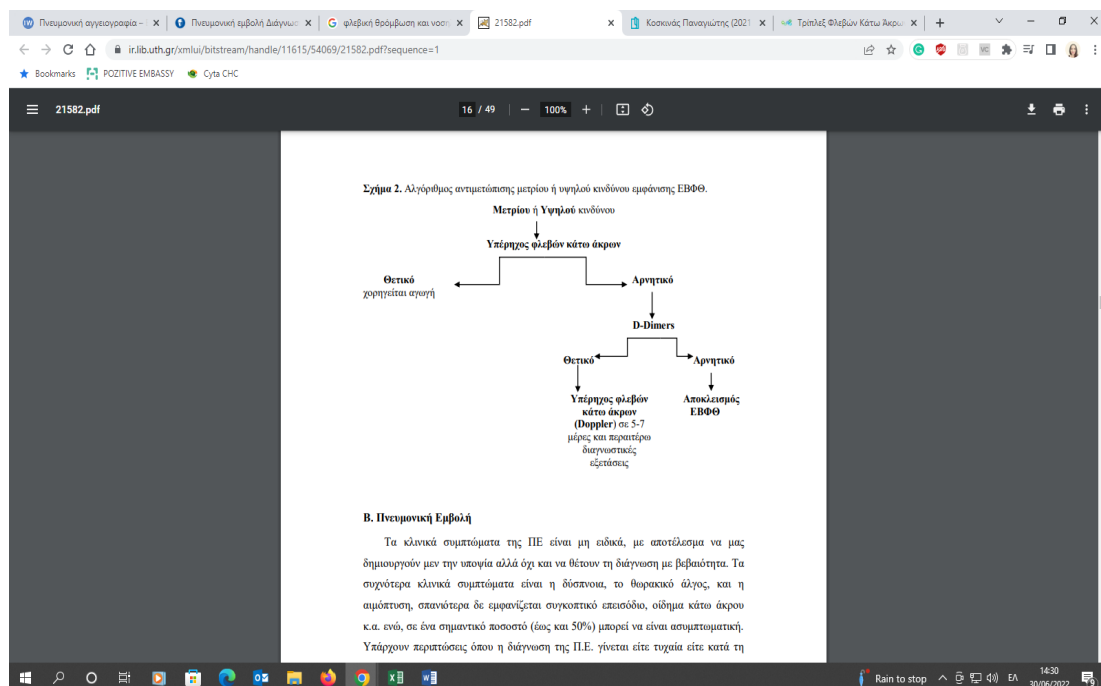 Πνευμονική αγγειογραφία –
Πνευμονική εμβολή Διάγνωσ
φλεβική θρόμβωση και νοση
21582.pdf
Κοσκινάς Παναγιώτης (2021
Τρίπλεξ Φλεβών Κάτω Άκρω
ir.lib.uth.gr/xmlui/bitstream/handle/11615/54069/21582.pdf?sequence=1
Bookmarks
POZITIVE EMBASSY
Cyta CHC
21582.pdf
16 / 49
100%
Σχήμα 2. Αλγόριθμος αντιμετώπισης μετρίου ή υψηλού κινδύνου εμφάνισης ΕΒΦΘ.
Μετρίου ή Υψηλού κινδύνου
Υπέρηχος φλεβών κάτω άκρων
Θετικό
χορηγείται αγωγή
Αρνητικό
D-Dimers
Θετικό
Αρνητικό
Υπέρηχος φλεβών
κάτω άκρων
(Doppler) σε 5-7
μέρες και περαιτέρω
διαγνωστικές
εξετάσεις
Αποκλεισμός
ΕΒΦΘ
Β. Πνευμονική Εμβολή
Τα κλινικά συμπτώματα της ΠΕ είναι μη ειδικά, με αποτέλεσμα να μας
δημιουργούν μεν την υποψία αλλά όχι και να θέτουν τη διάγνωση με βεβαιότητα. Τα
συχνότερα κλινικά συμπτώματα είναι η δύσπνοια, το θωρακικό άλγος, και η
αιμόπτυση, σπανιότερα δε εμφανίζεται συγκοπτικό επεισόδιο, οίδημα κάτω άκρου
κ.α. ενώ, σε ένα σημαντικό ποσοστό (έως και 50%) μπορεί να είναι ασυμπτωματική.
Υπάρχουν περιπτώσεις όπου η διάγνωση της Π.Ε. γίνεται είτε τυχαία είτε κατά τη
Rain to stop
ΕΛ
14:30
30/06/2022